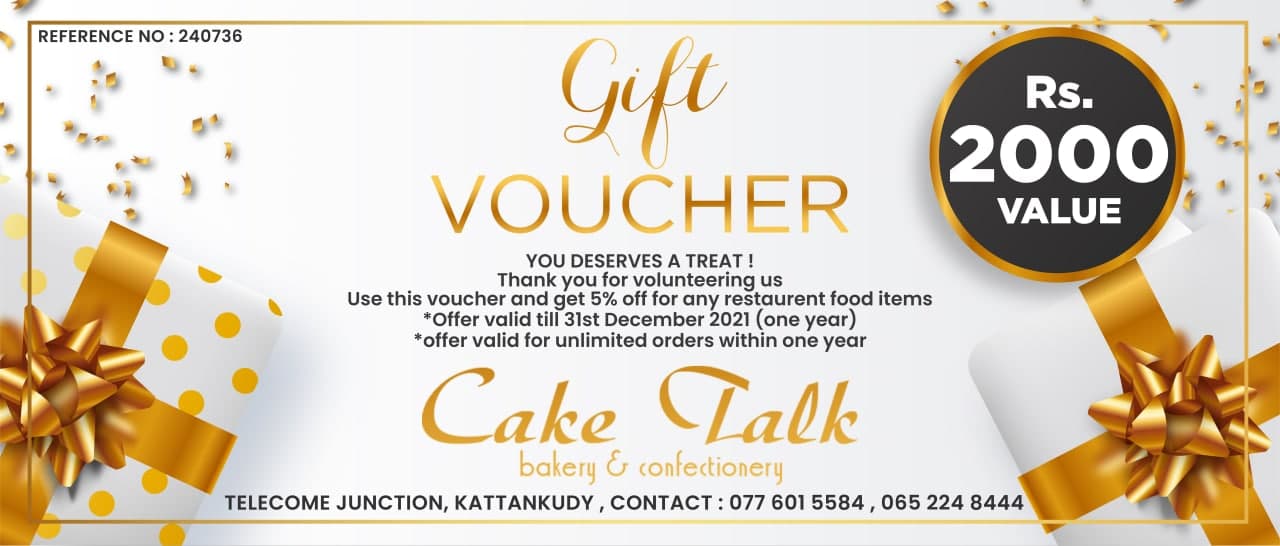 REFERENCE NO : 240736
Gift
VOUCHER
Rs.
2000
VALUE
YOU DESERVES A TREAT !
Thank you for volunteering us
Use this voucher and get 5% off for any restaurent food items
*Offer valid till 31st December 2021 (one year)
*offer valid for unlimited orders within one year
Cake Talk
bakery & confectionery
TELECOME JUNCTION, KATTANKUDY , CONTACT : 077 601 5584 , 065 224 8444